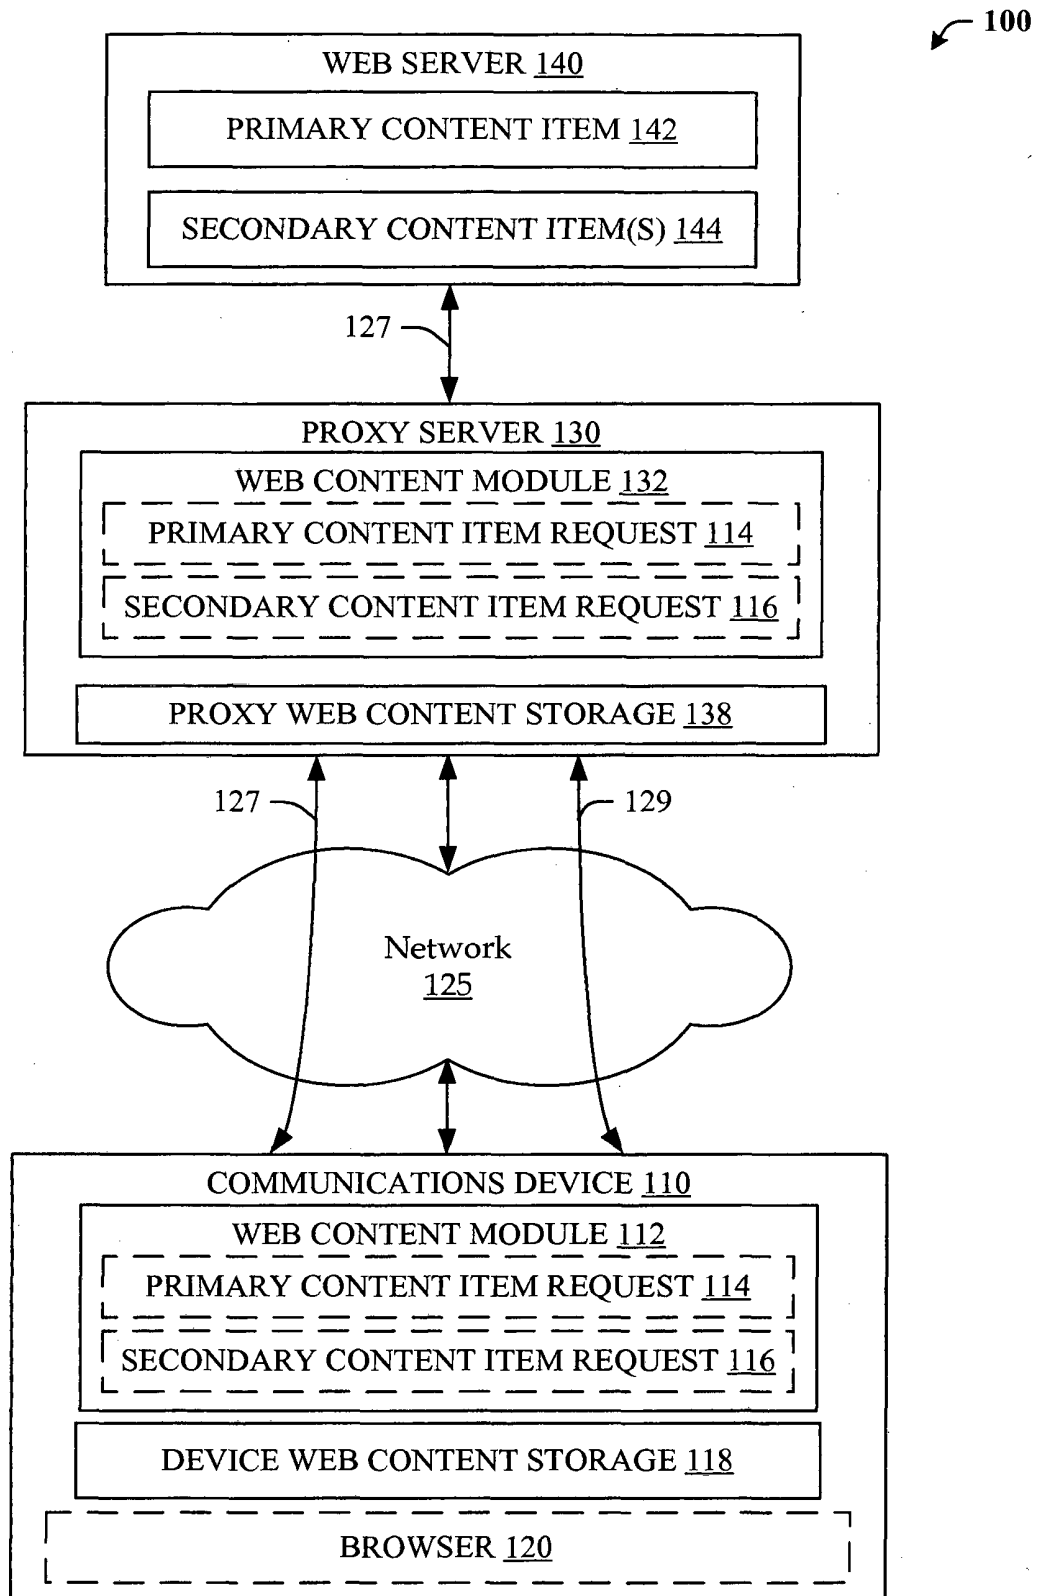 100
WEB SERVER 140
PRIMARY CONTENT ITEM 142
SECONDARY CONTENT ITEM(S) 144
127
PROXY SERVER 130
WEB CONTENT MODULE 132
PRIMARY CONTENT ITEM REQUEST 114
SECONDARY CONTENT ITEM REQUEST 116
PROXY WEB CONTENT STORAGE 138
127
129
Network
125
COMMUNICATIONS DEVICE 110
WEB CONTENT MODULE 112
PRIMARY CONTENT ITEM REQUEST 114
SECONDARY CONTENT ITEM REQUEST 116
DEVICE WEB CONTENT STORAGE 118
BROWSER 120